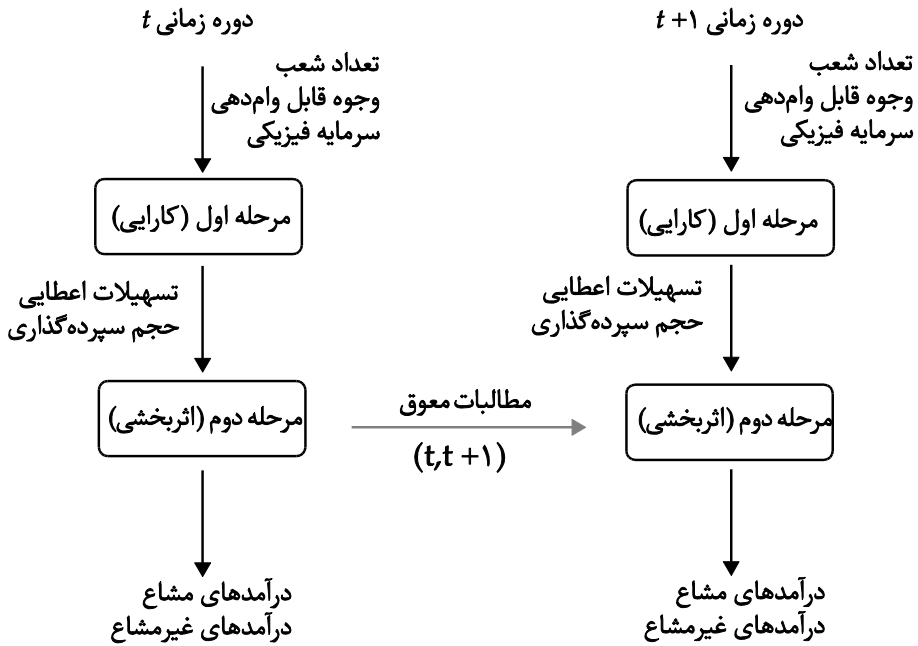 دوره زمانی t
تعداد شعب
وجوه قابل وام‌دهی
سرمایه فیزیکی
مرحله اول (کارایی)
تسهیلات اعطایی
حجم سپرده‌گذاری
مرحله دوم (اثربخشی)
درآمدهای مشاع
درآمدهای غیرمشاع
مطالبات معوق
(t,t +۱)
دوره زمانی t +۱
تعداد شعب
وجوه قابل وام‌دهی
سرمایه فیزیکی
مرحله اول (کارایی)
تسهیلات اعطایی
حجم سپرده‌گذاری
مرحله دوم (اثربخشی)
درآمدهای مشاع
درآمدهای غیرمشاع